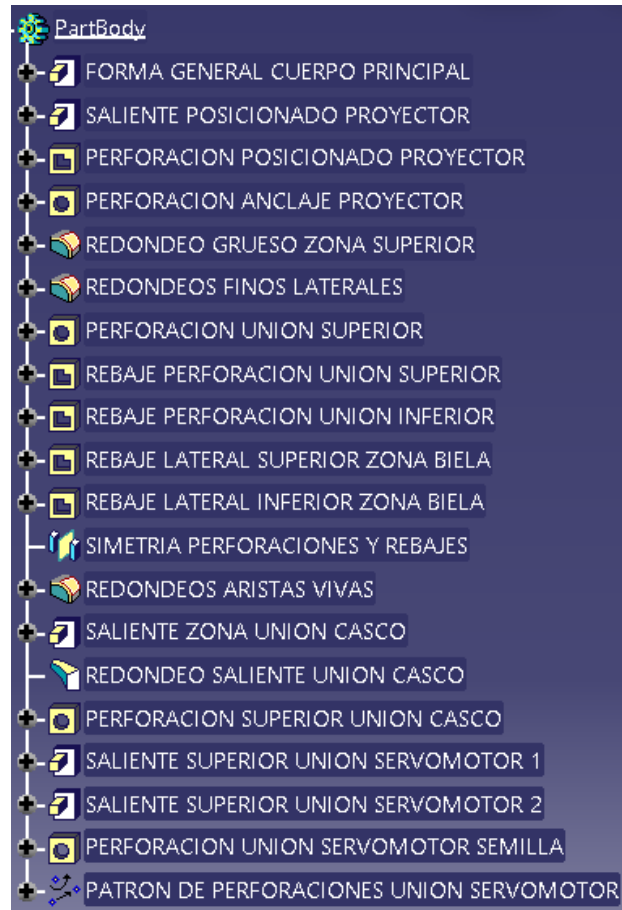 PartBody
FORMA GENERAL CUERPO PRINCIPAL
SALIENTE POSICIONADO PROYECTOR
PERFORACION POSICIONADO PROYECTOR
PERFORACION ANCLAJE PROYECTOR
REDONDEO GRUESO ZONA SUPERIOR
REDONDEOS FINOS LATERALES
PERFORACION UNION SUPERIOR
REBAJE PERFORACION UNION SUPERIOR
REBAJE PERFORACION UNION INFERIOR
REBAJE LATERAL SUPERIOR ZONA BIELA
REBAJE LATERAL INFERIOR ZONA BIELA
SIMETRIA PERFORACIONES Y REBAJES
REDONDEOS ARISTAS VIVAS
SALIENTE ZONA UNION CASCO
REDONDEO SALIENTE UNION CASCO
PERFORACION SUPERIOR UNION CASCO
SALIENTE SUPERIOR UNION SERVOMOTOR 1
SALIENTE SUPERIOR UNION SERVOMOTOR 2
PERFORACION UNION SERVOMOTOR SEMILLA
PATRON DE PERFORACIONES UNION SERVOMOTOR